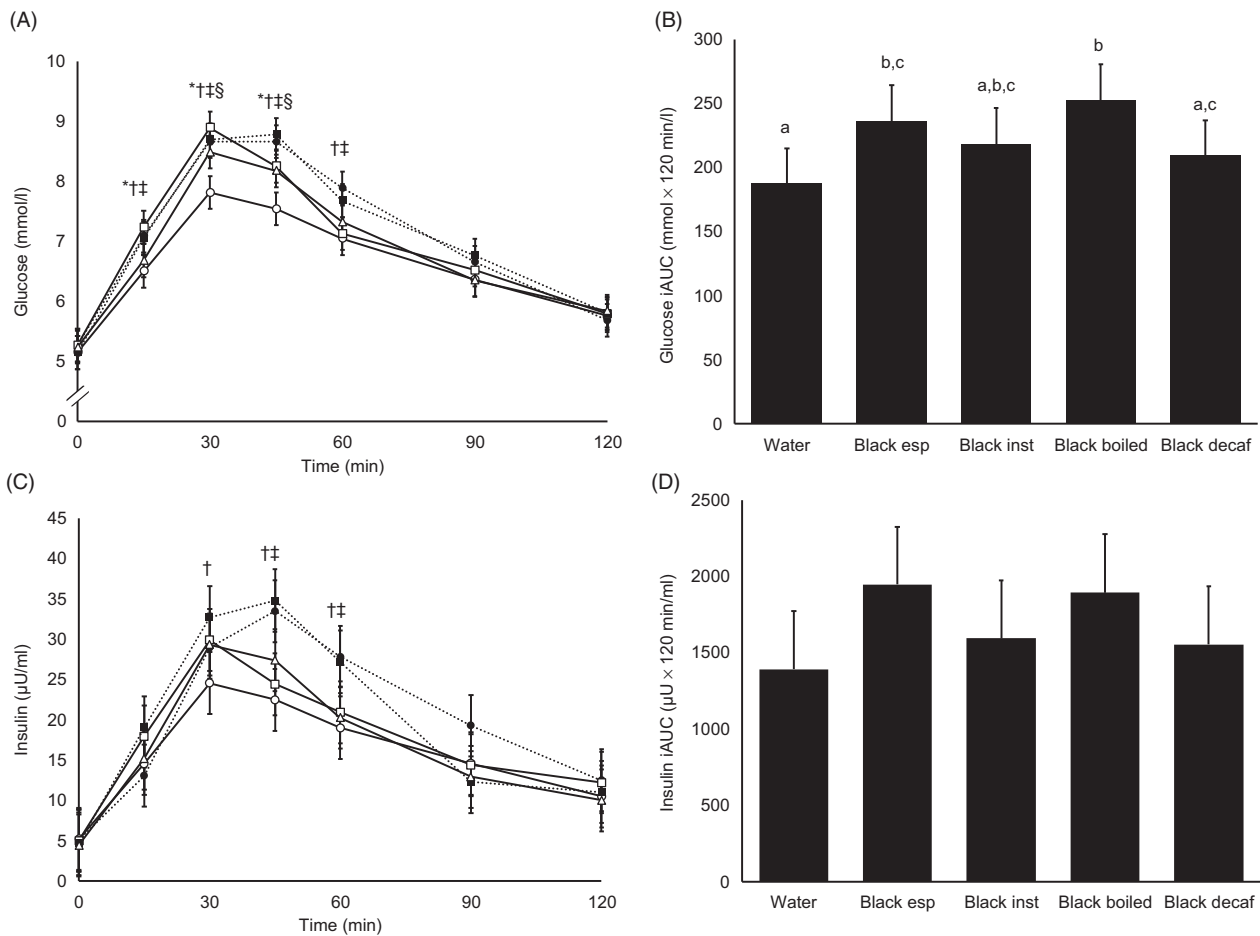 (A)
10
9
8
7
6
5
0
Glucose (mmol/l)
*†‡
*†‡§
*†‡§
†‡
0 30 60 90 120
Time (min)
(B)
300
250
200
150
100
50
0
Glucose iAUC (mmol × 120 min/l)
a
b,c
a,b,c
b
a,c
Water Black esp Black inst Black boiled Black decaf
(C)
45
40
35
30
25
20
15
10
5
0
Insulin (µU/ml)
†
†‡
†‡
0 30 60 90 120
Time (min)
(D)
2500
2000
1500
1000
500
0
Insulin iAUC (µU × 120 min/ml)
Water Black esp Black inst Black boiled Black decaf